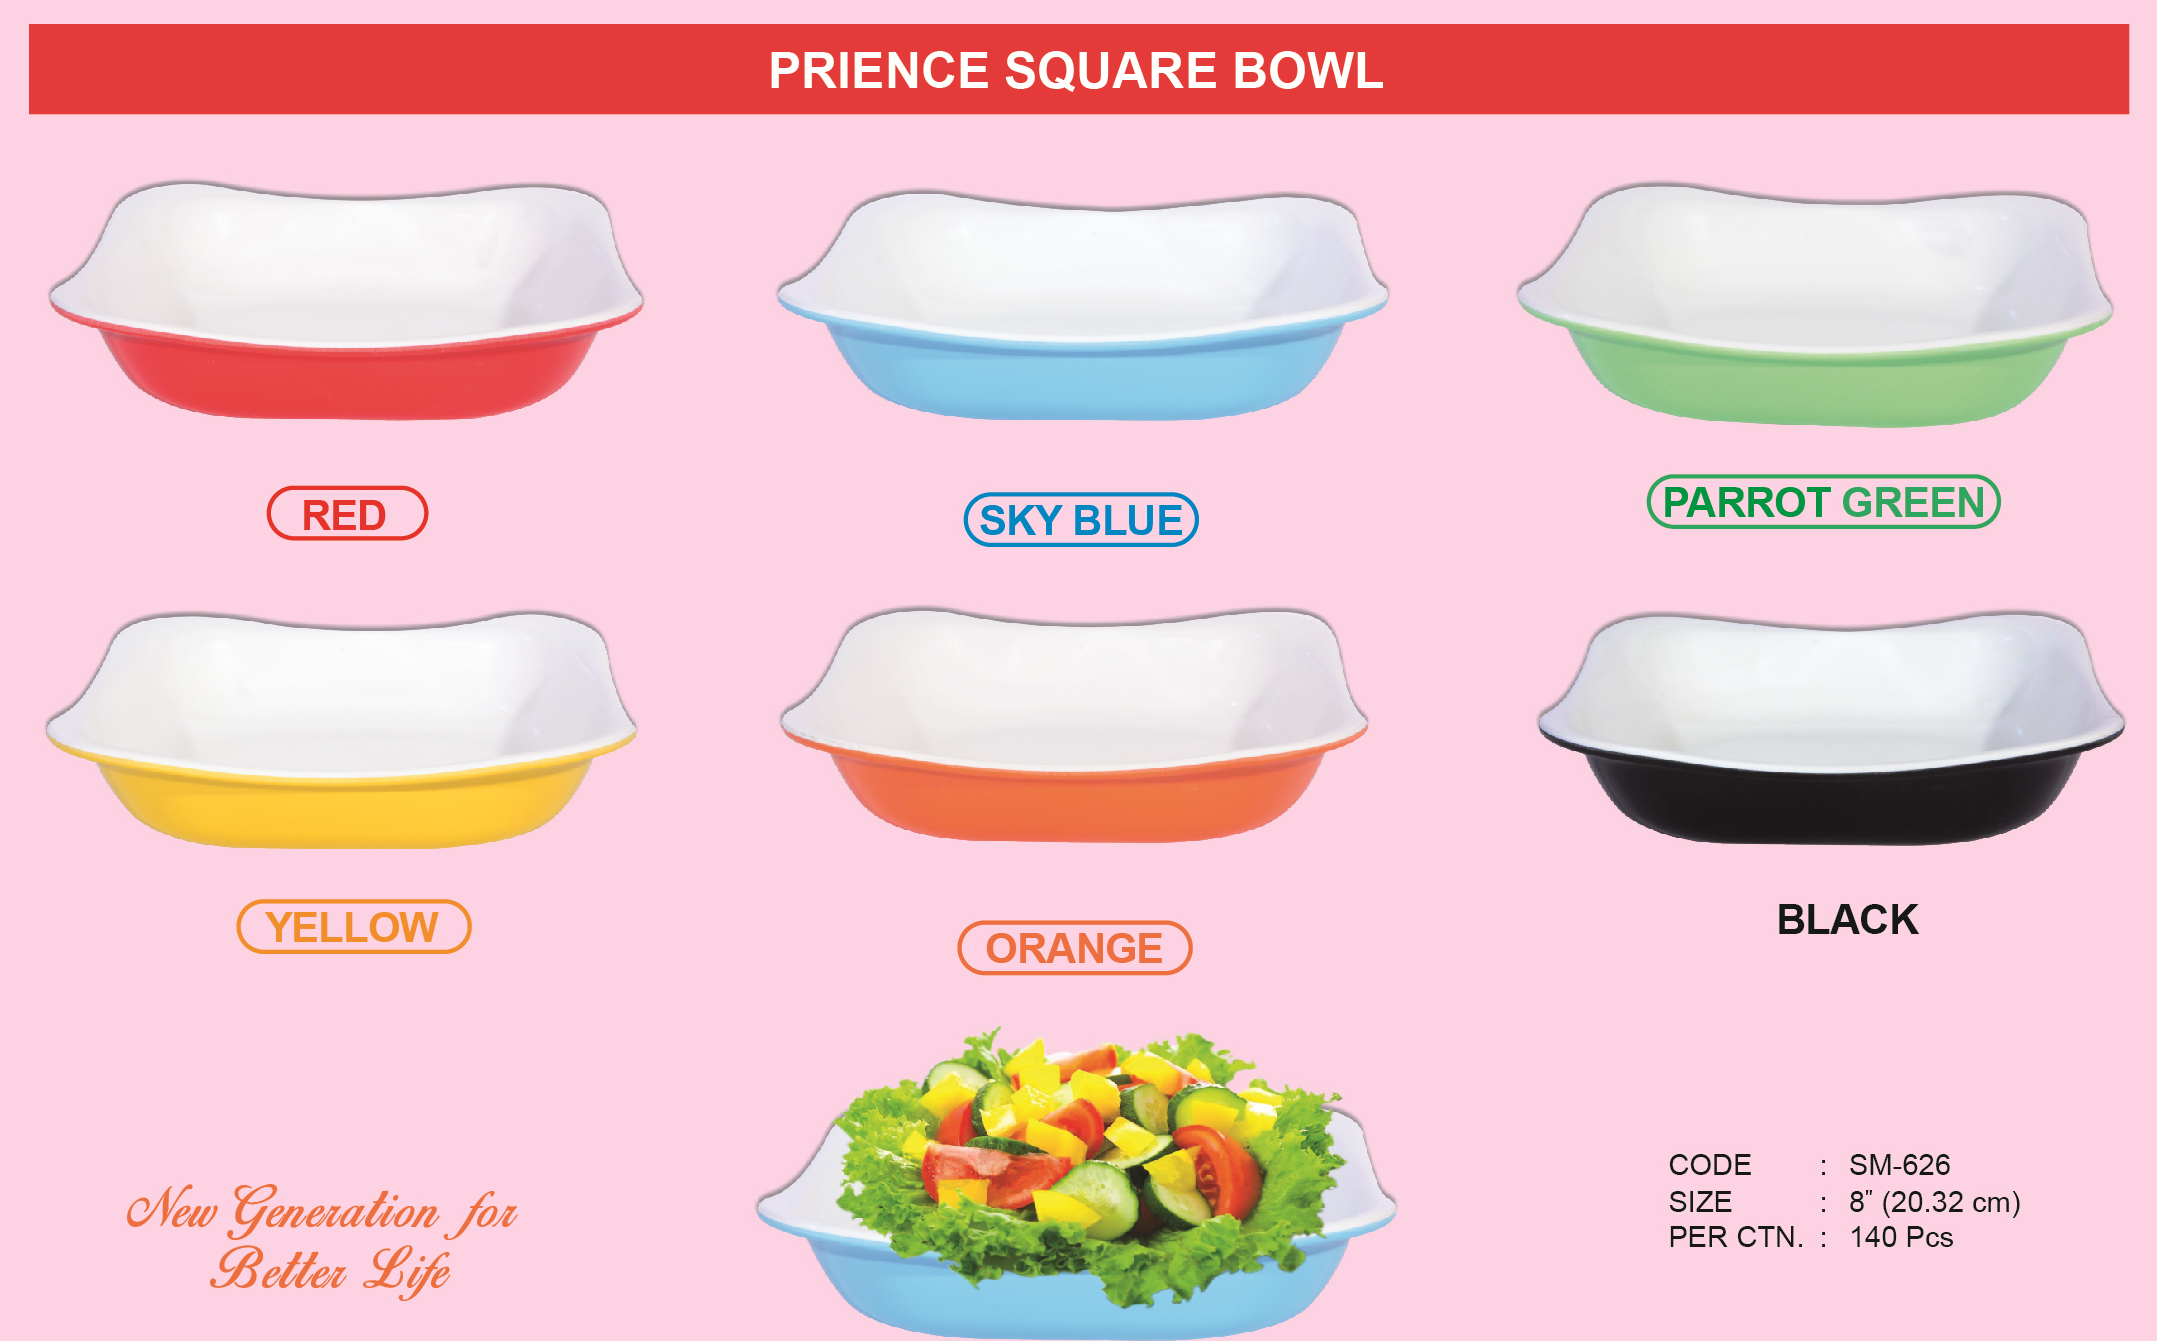 PRIENCE SQUARE BOWL
RED
SKY BLUE
PARROT GREEN
YELLOW
ORANGE
BLACK
New Generation for
Better Life
CODE : SM-626
SIZE : 8" (20.32 cm)
PER CTN. : 140 Pcs